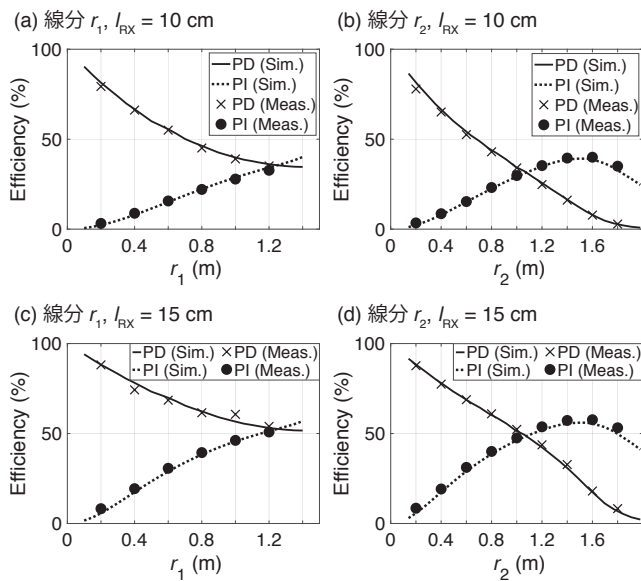 (a) 線分 r₁, l_RX = 10 cm
100
50
0
Efficiency (%)
PD (Sim.)
PI (Sim.)
PD (Meas.)
PI (Meas.)
0 0.4 0.8 1.2
r₁ (m)
(b) 線分 r₂, l_RX = 10 cm
100
50
0
Efficiency (%)
PD (Sim.)
PI (Sim.)
PD (Meas.)
PI (Meas.)
0 0.4 0.8 1.2 1.6
r₂ (m)
(c) 線分 r₁, l_RX = 15 cm
100
50
0
Efficiency (%)
PD (Sim.) PD (Meas.)
PI (Sim.) PI (Meas.)
0 0.4 0.8 1.2
r₁ (m)
(d) 線分 r₂, l_RX = 15 cm
100
50
0
Efficiency (%)
PD (Sim.) PD (Meas.)
PI (Sim.) PI (Meas.)
0 0.4 0.8 1.2 1.6
r₂ (m)